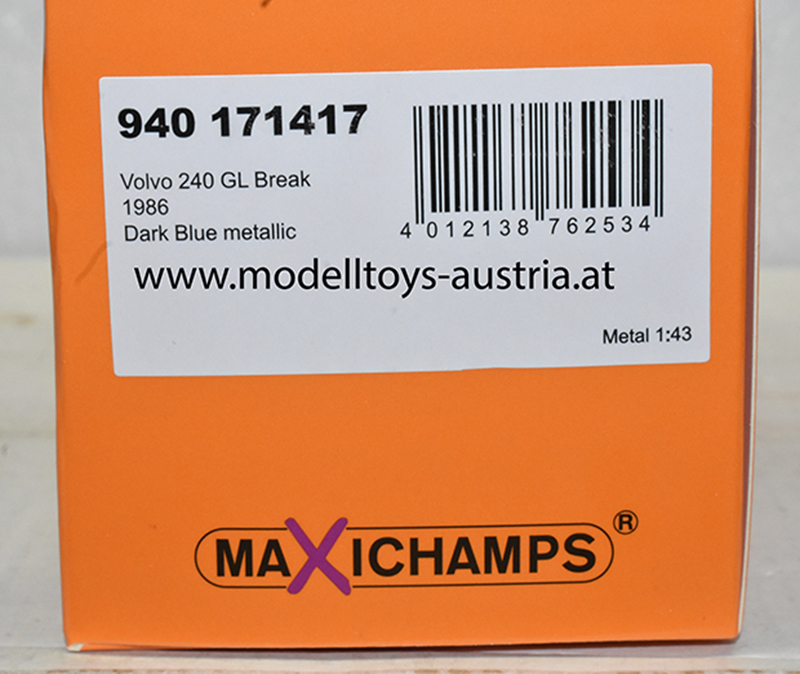 940 171417
Volvo 240 GL Break
1986
Dark Blue metallic
4 012138 762534
www.modelltoys-austria.at
Metal 1:43
MAXICHAMPS®